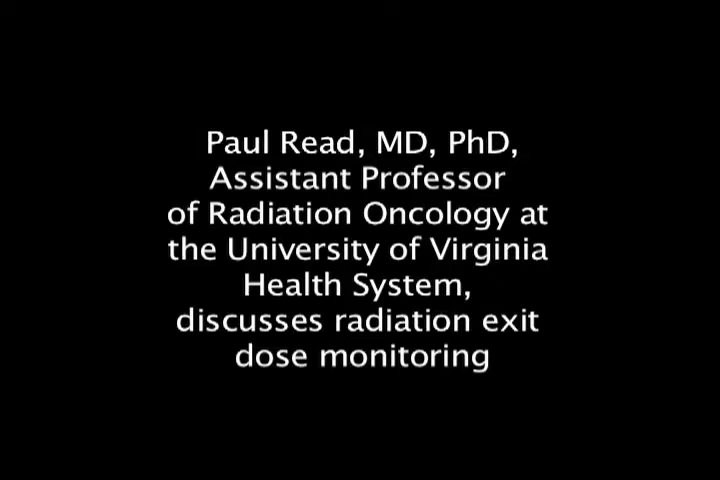 Paul Read, MD, PhD,
Assistant Professor
of Radiation Oncology at
the University of Virginia
Health System,
discusses radiation exit
dose monitoring